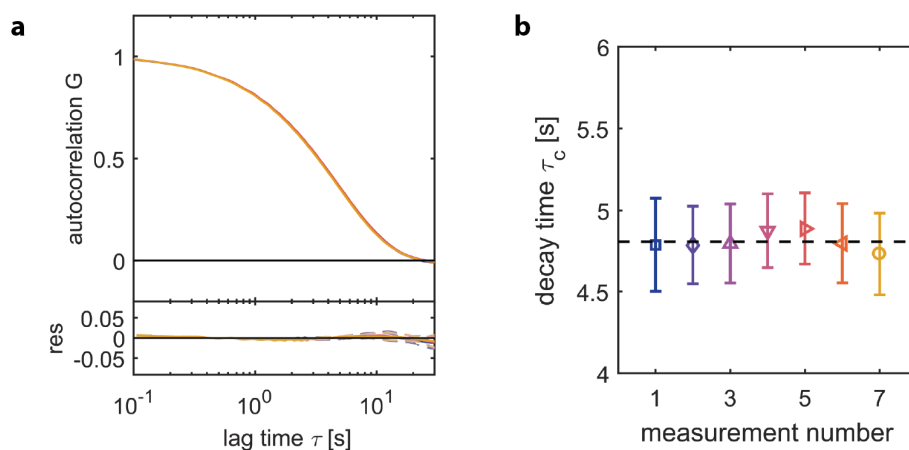 a
autocorrelation G
1
0.5
0
res
0.05
0
-0.05
10^-1
10^0
10^1
lag time τ [s]
b
decay time τ_c [s]
6
5.5
5
4.5
4
1
3
5
7
measurement number